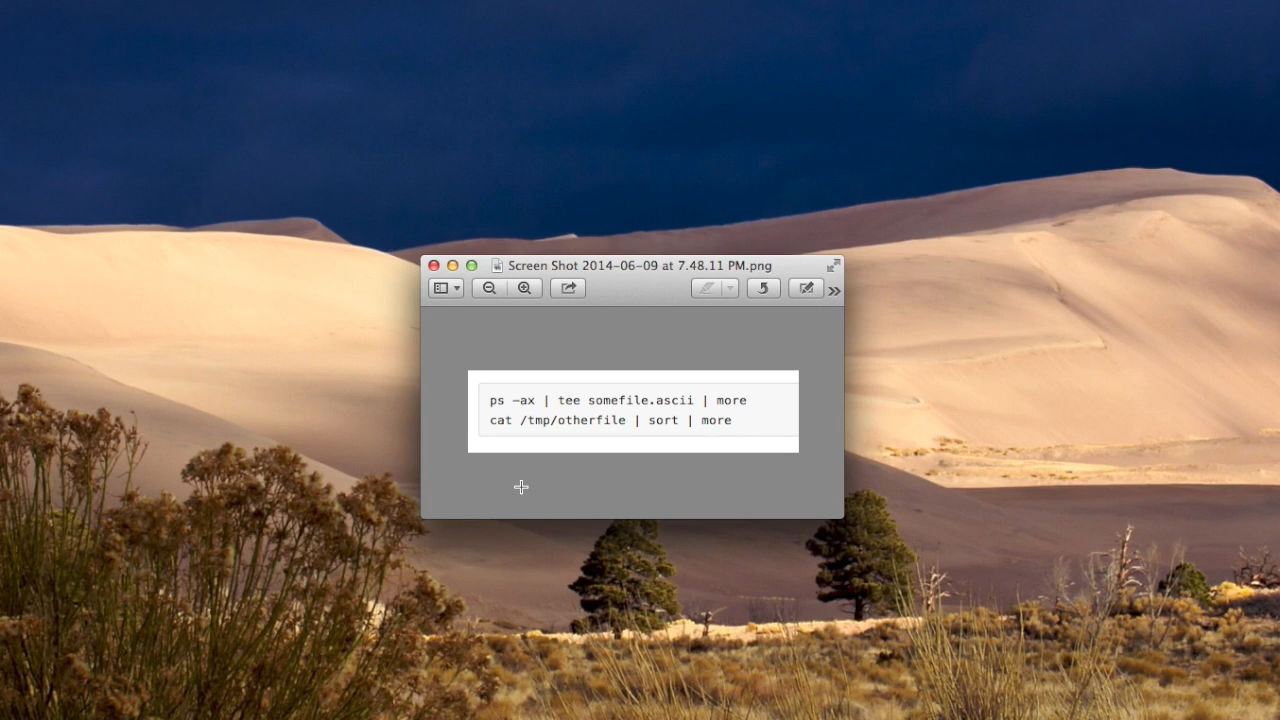 Screen Shot 2014-06-09 at 7.48.11 PM.png
ps –ax | tee somefile.ascii | more
cat /tmp/otherfile | sort | more